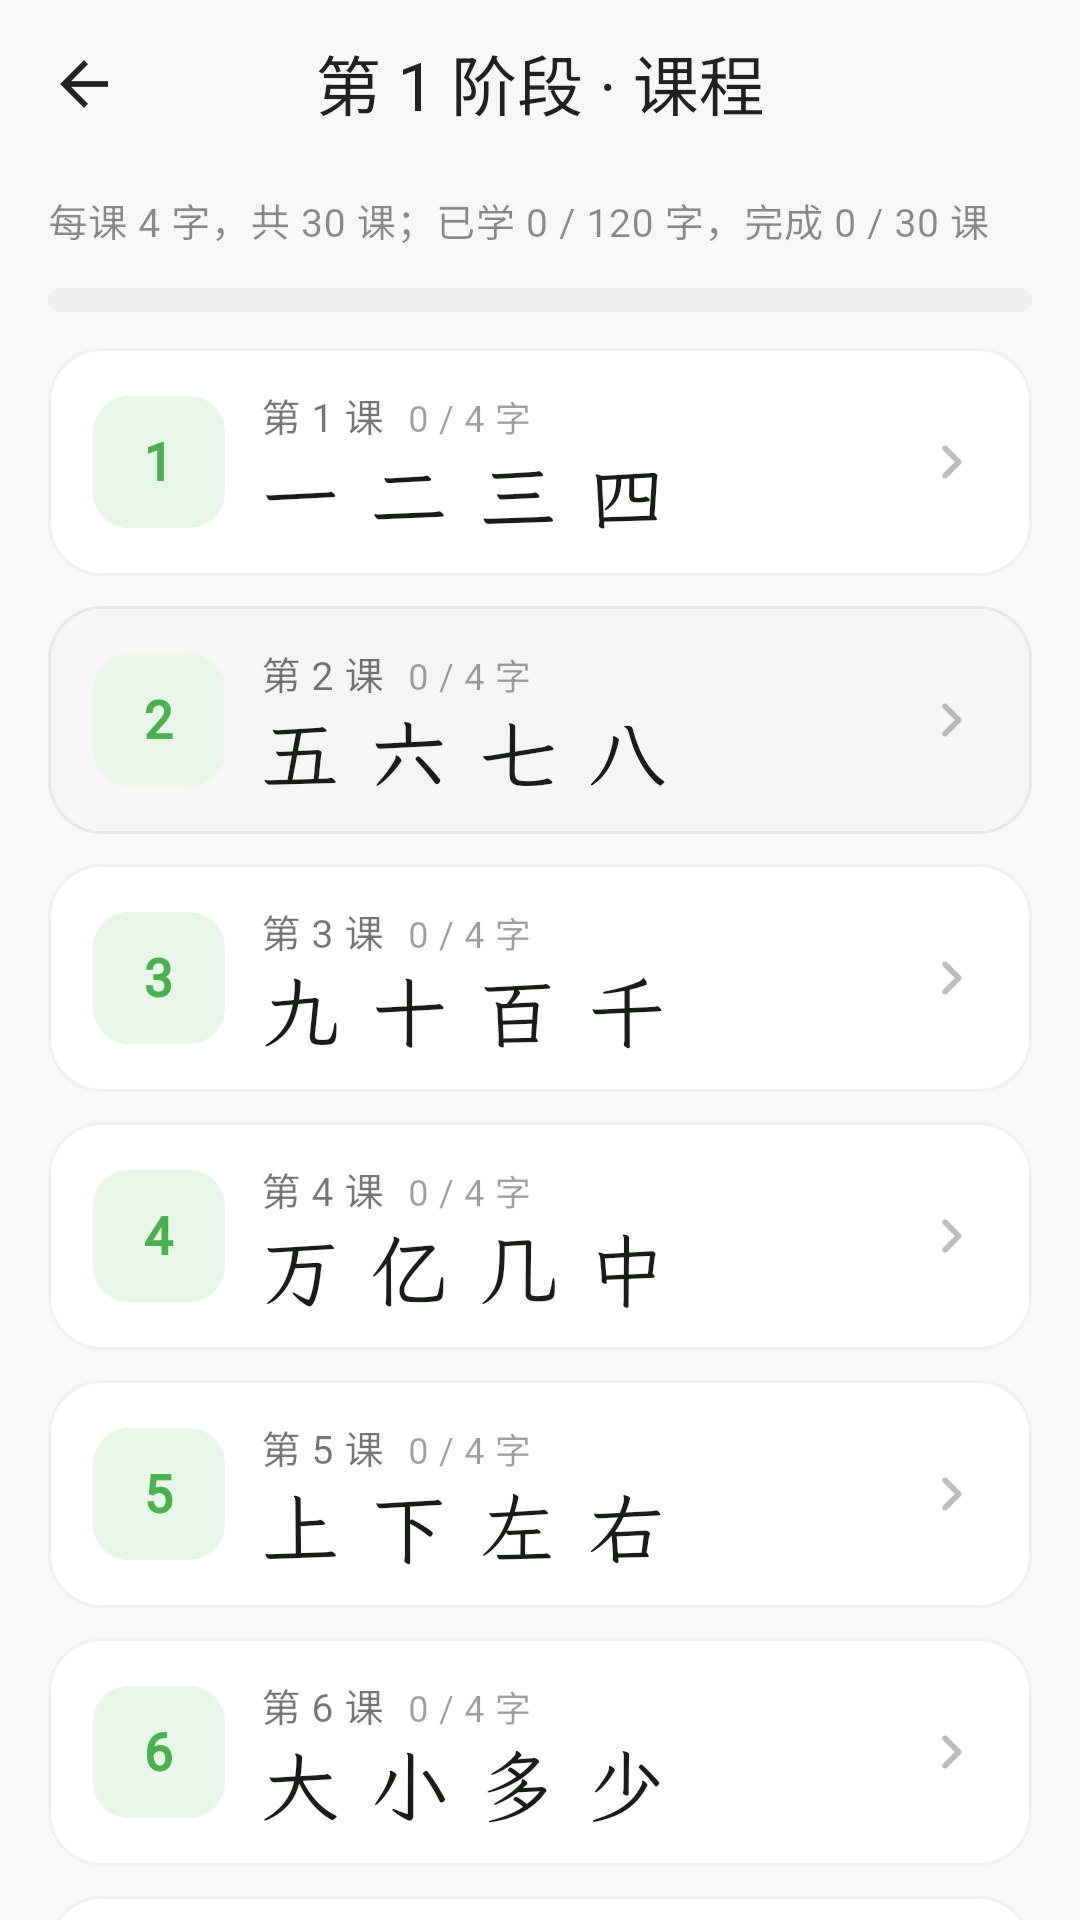 第 1 阶段 · 课程
每课 4 字，共 30 课；已学 0 / 120 字，完成 0 / 30 课
1
第 1 课 0 / 4 字
一 二 三 四
2
第 2 课 0 / 4 字
五 六 七 八
3
第 3 课 0 / 4 字
九 十 百 千
4
第 4 课 0 / 4 字
万 亿 几 中
5
第 5 课 0 / 4 字
上 下 左 右
6
第 6 课 0 / 4 字
大 小 多 少